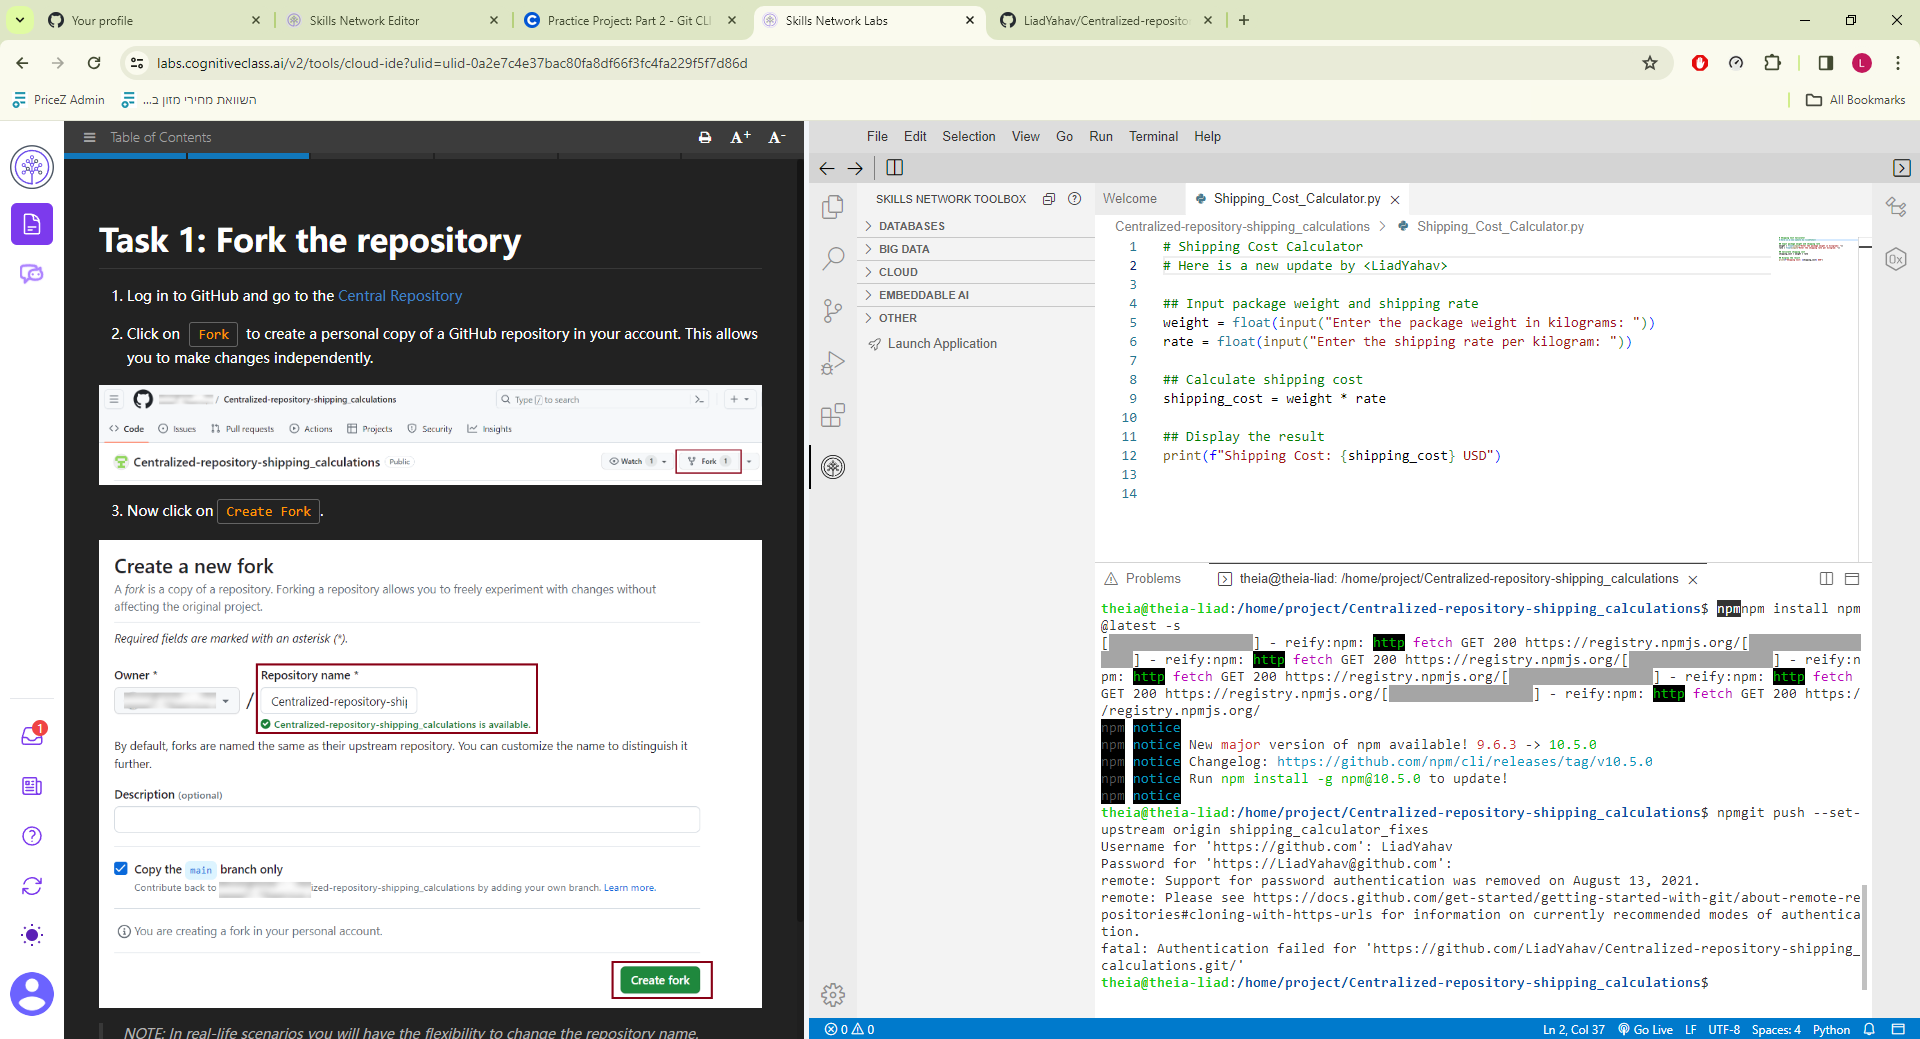 Your profile
Skills Network Editor
Practice Project: Part 2 - Git CLI
Skills Network Labs
LiadYahav/Centralized-reposito
labs.cognitiveclass.ai/v2/tools/cloud-ide?ulid=ulid-0a2e7c4e37bac80fa8df66f3fc4fa229f5f7d86d
L
PriceZ Admin
השוואת מחירי מזון ב...
All Bookmarks
Table of Contents
A+ A-
Task 1: Fork the repository
1. Log in to GitHub and go to the Central Repository
2. Click on Fork to create a personal copy of a GitHub repository in your account. This allows
you to make changes independently.
/ Centralized-repository-shipping_calculations
Type / to search
Code Issues Pull requests Actions Projects Security Insights
Centralized-repository-shipping_calculations Public
Watch 1 Fork 1
3. Now click on Create Fork.
Create a new fork
A fork is a copy of a repository. Forking a repository allows you to freely experiment with changes without
affecting the original project.
Required fields are marked with an asterisk (*).
Owner * Repository name *
/ Centralized-repository-ship
Centralized-repository-shipping_calculations is available.
By default, forks are named the same as their upstream repository. You can customize the name to distinguish it
further.
Description (optional)
Copy the main branch only
Contribute back to ized-repository-shipping_calculations by adding your own branch. Learn more.
You are creating a fork in your personal account.
Create fork
NOTE: In real-life scenarios you will have the flexibility to change the repository name.
1
File Edit Selection View Go Run Terminal Help
SKILLS NETWORK TOOLBOX
DATABASES
BIG DATA
CLOUD
EMBEDDABLE AI
OTHER
Launch Application
Welcome
Shipping_Cost_Calculator.py
Centralized-repository-shipping_calculations > Shipping_Cost_Calculator.py
1 # Shipping Cost Calculator
2 # Here is a new update by <LiadYahav>
3
4 ## Input package weight and shipping rate
5 weight = float(input("Enter the package weight in kilograms: "))
6 rate = float(input("Enter the shipping rate per kilogram: "))
7
8 ## Calculate shipping cost
9 shipping_cost = weight * rate
10
11 ## Display the result
12 print(f"Shipping Cost: {shipping_cost} USD")
13
14
0x
Problems
theia@theia-liad: /home/project/Centralized-repository-shipping_calculations
theia@theia-liad:/home/project/Centralized-repository-shipping_calculations$ npmnpm install npm
@latest -s
[ ] - reify:npm: http fetch GET 200 https://registry.npmjs.org/[
] - reify:npm: http fetch GET 200 https://registry.npmjs.org/[ ] - reify:n
pm: http fetch GET 200 https://registry.npmjs.org/[ ] - reify:npm: http fetch
GET 200 https://registry.npmjs.org/[ ] - reify:npm: http fetch GET 200 https:/
/registry.npmjs.org/
npm notice
npm notice New major version of npm available! 9.6.3 -> 10.5.0
npm notice Changelog: https://github.com/npm/cli/releases/tag/v10.5.0
npm notice Run npm install -g npm@10.5.0 to update!
npm notice
theia@theia-liad:/home/project/Centralized-repository-shipping_calculations$ npmgit push --set-
upstream origin shipping_calculator_fixes
Username for 'https://github.com': LiadYahav
Password for 'https://LiadYahav@github.com':
remote: Support for password authentication was removed on August 13, 2021.
remote: Please see https://docs.github.com/get-started/getting-started-with-git/about-remote-re
positories#cloning-with-https-urls for information on currently recommended modes of authentica
tion.
fatal: Authentication failed for 'https://github.com/LiadYahav/Centralized-repository-shipping_
calculations.git/'
theia@theia-liad:/home/project/Centralized-repository-shipping_calculations$
0 0
Ln 2, Col 37 Go Live LF UTF-8 Spaces: 4 Python